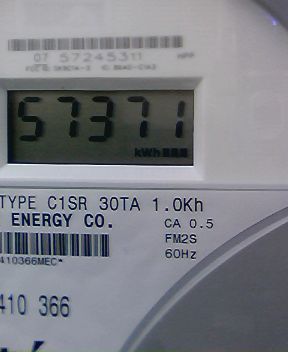 07 57245311
57371
kWh
TYPE C1SR 30TA 1.0Kh
ENERGY CO.
CA 0.5
FM2S
60Hz
410366MEC*
410 366